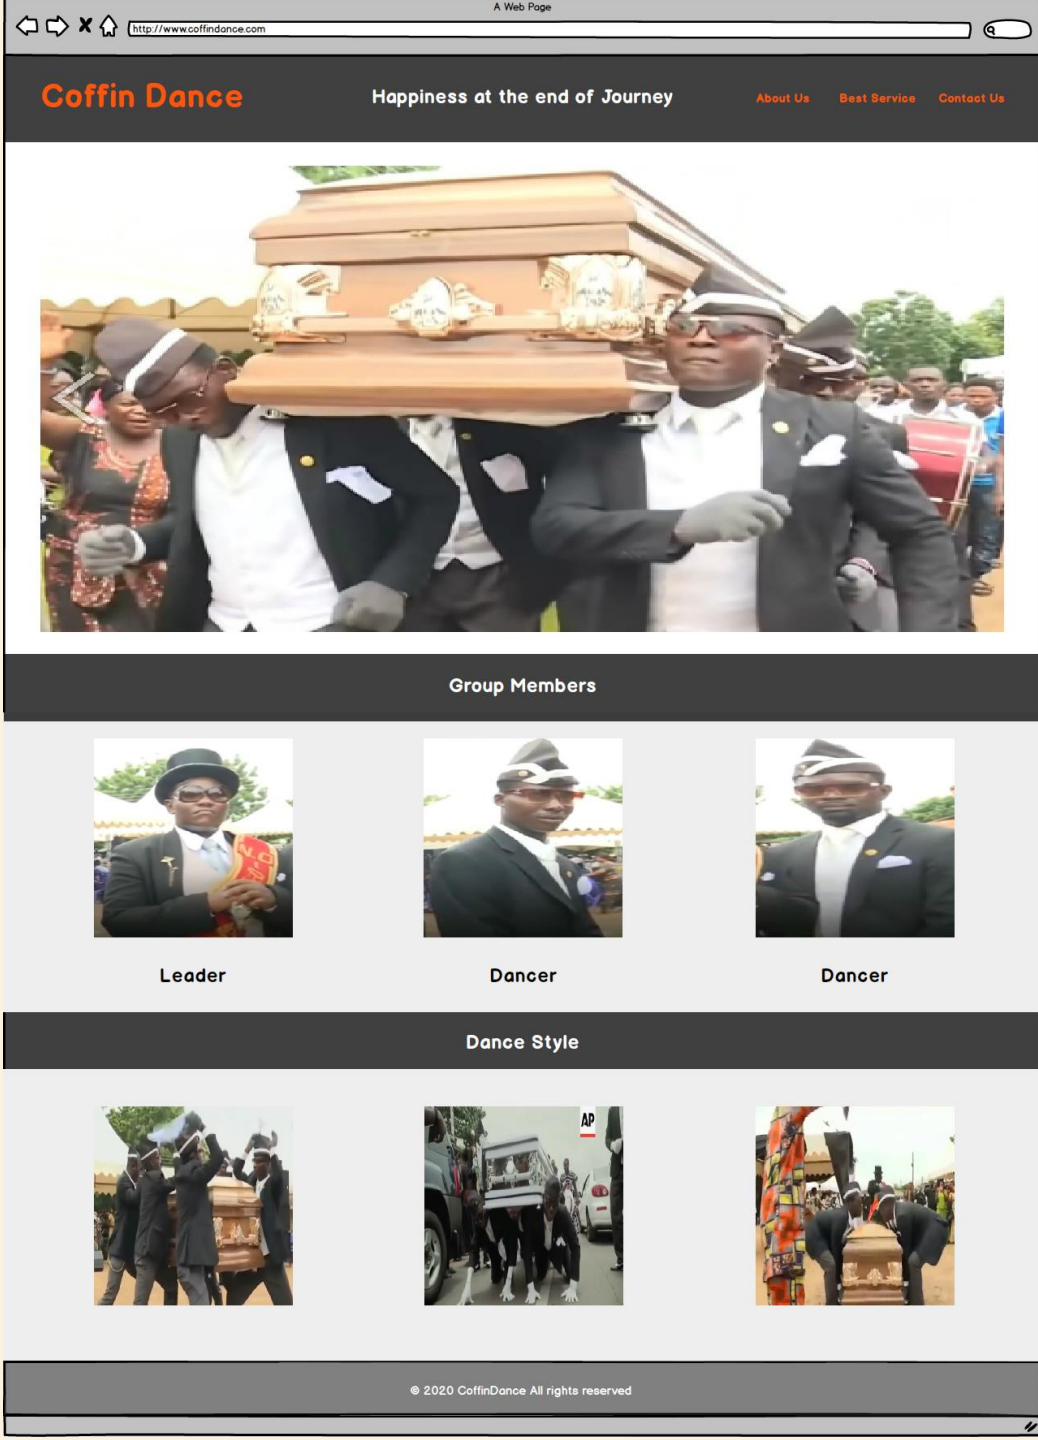 A Web Page
http://www.coffindance.com
Coffin Dance
Happiness at the end of Journey
About Us
Best Service
Contact Us
Group Members
Leader
Dancer
Dancer
Dance Style
AP
© 2020 CoffinDance All rights reserved